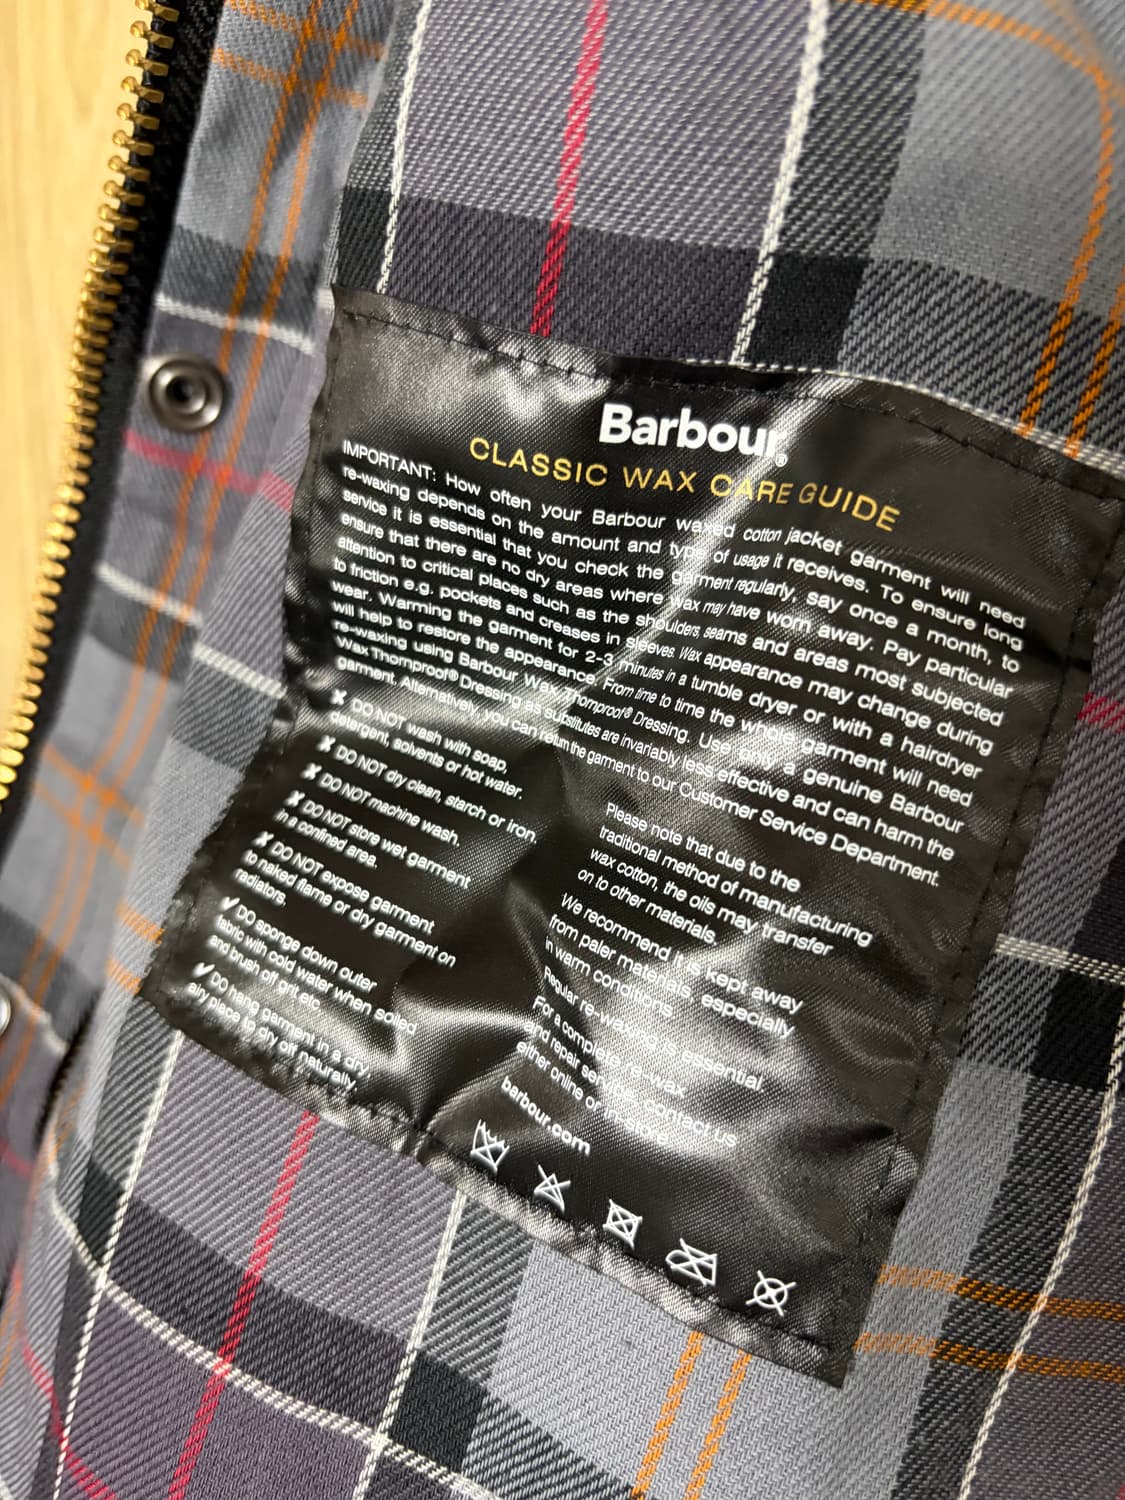 Barbour®
CLASSIC WAX CARE GUIDE
IMPORTANT: How often your Barbour waxed cotton jacket garment will need
re-waxing depends on the amount and type of usage it receives. To ensure long
service it is essential that you check the garment regularly, say once a month, to
ensure that there are no dry areas where wax may have worn away. Pay particular
attention to critical places such as the shoulders, seams and areas most subjected
to friction e.g. pockets and creases in sleeves. Wax appearance may change during
wear. Warming the garment for 2-3 minutes in a tumble dryer or with a hairdryer
will help to restore the appearance. From time to time the whole garment will need
re-waxing using Barbour Wax Thornproof® Dressing. Use only a genuine Barbour
Wax Thornproof® Dressing as substitutes are invariably less effective and can harm the
garment. Alternatively, you can return the garment to our Customer Service Department.
✘ DO NOT wash with soap,
detergent, solvents or hot water.
✘ DO NOT dry clean, starch or iron.
✘ DO NOT machine wash.
✘ DO NOT store wet garment
in a confined area.
✘ DO NOT expose garment
to naked flame or dry garment on
radiators.
✔ DO sponge down outer
fabric with cold water when soiled
and brush off grit, etc.
✔ DO hang garment in a dry,
airy place to dry off naturally.
Please note that due to the
traditional method of manufacturing
wax cotton, the oils may transfer
on to other materials.
We recommend it is kept away
from paler materials, especially
in warm conditions.
Regular re-waxing is essential
For a complete re-wax
and repair service, contact us
either online or in store
barbour.com